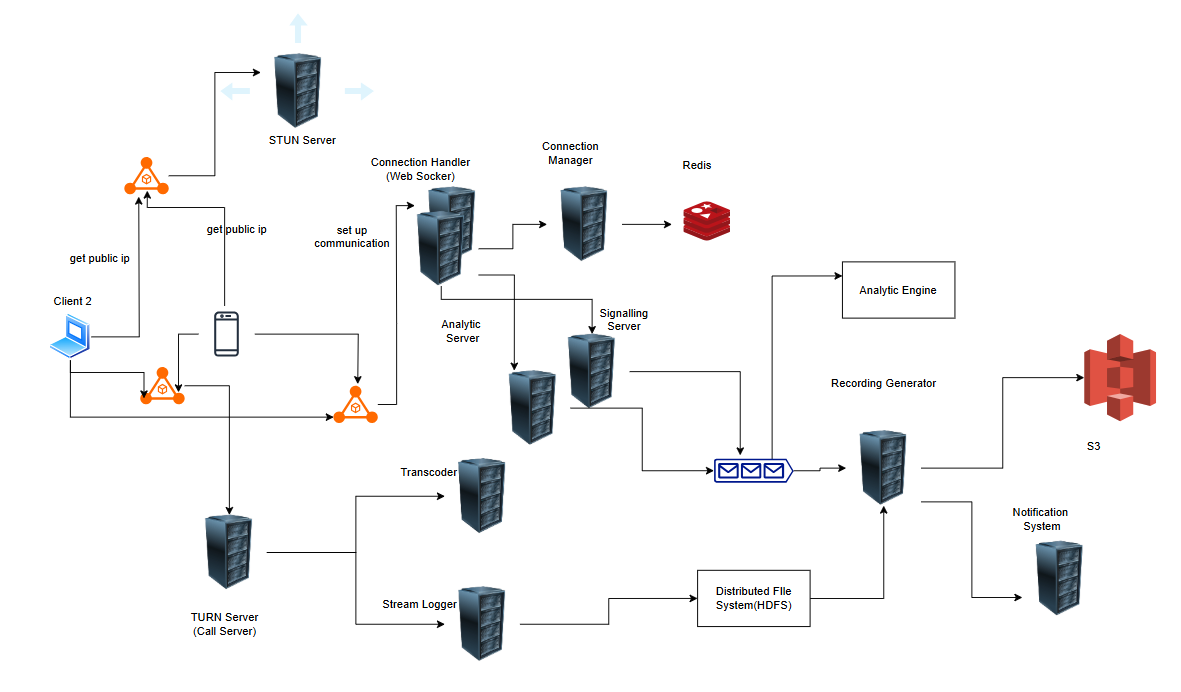 STUN Server
Connection Handler
(Web Socker)
Connection
Manager
Redis
get public ip
set up
communication
get public ip
Client 2
Analytic Engine
Analytic
Server
Signalling
Server
Recording Generator
S3
Transcoder
Notification
System
Stream Logger
Distributed FIle
System(HDFS)
TURN Server
(Call Server)